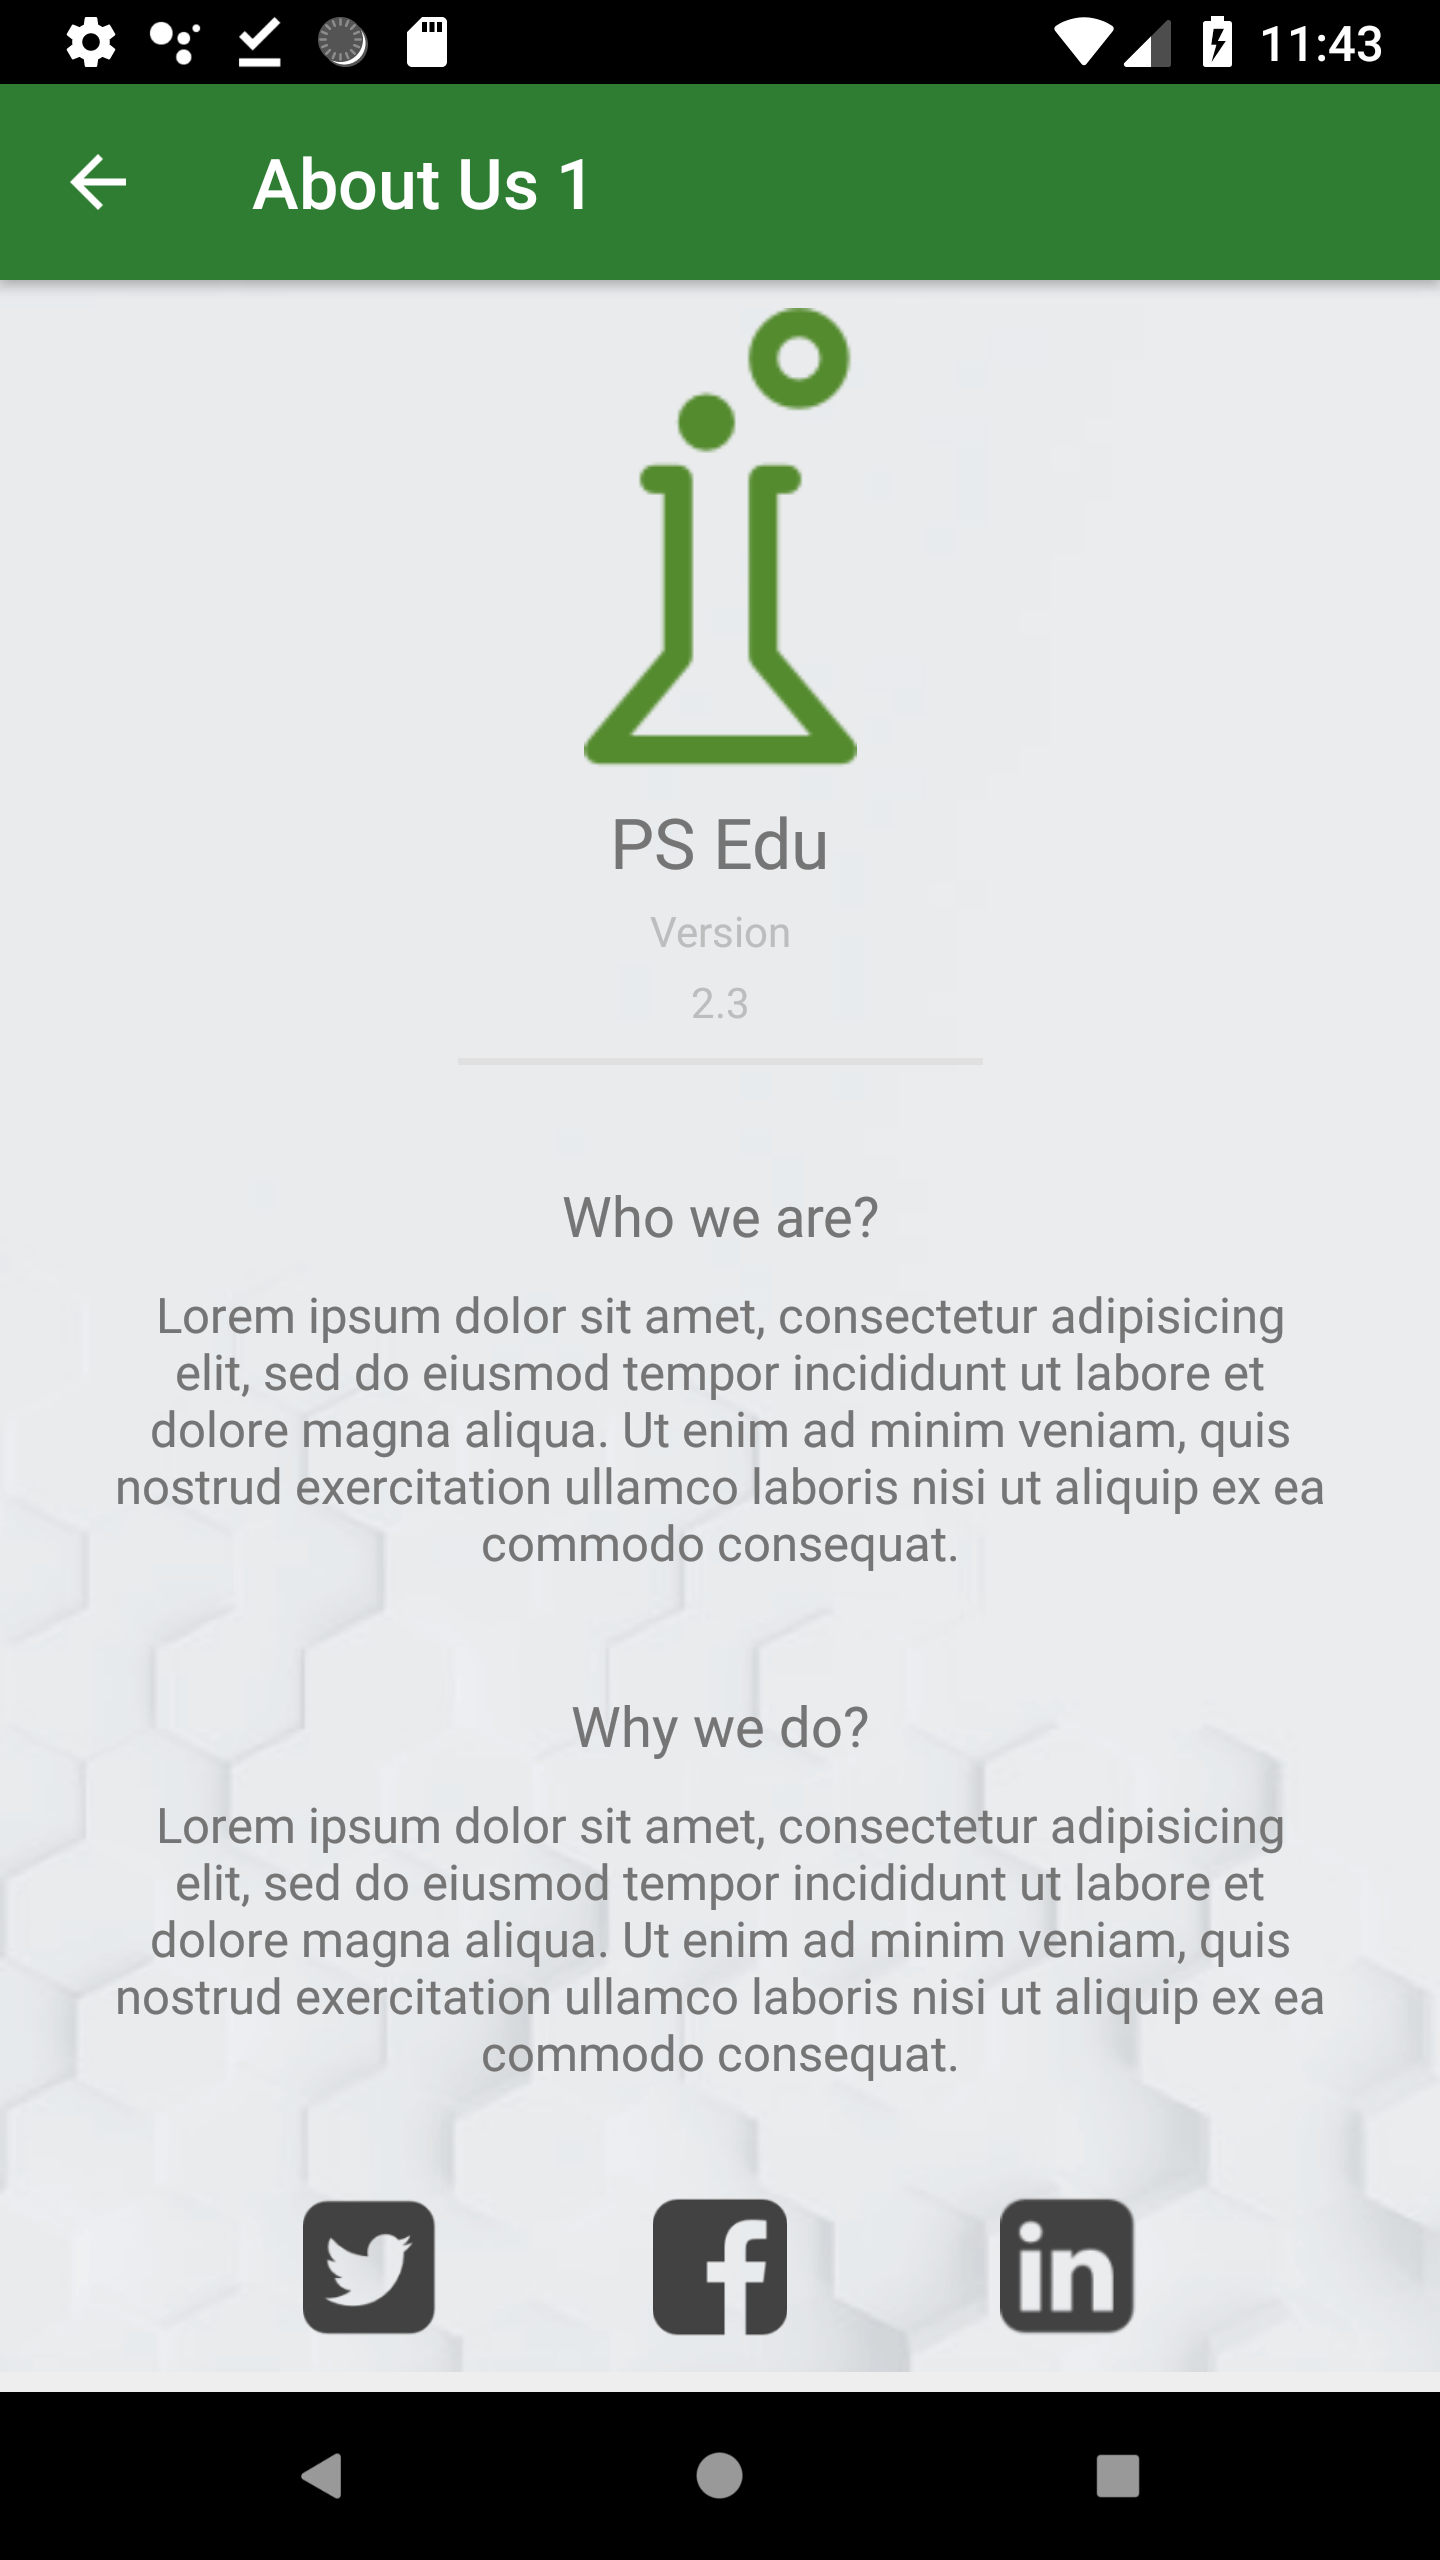 11:43
About Us 1
PS Edu
Version
2.3
Who we are?
Lorem ipsum dolor sit amet, consectetur adipisicing
elit, sed do eiusmod tempor incididunt ut labore et
dolore magna aliqua. Ut enim ad minim veniam, quis
nostrud exercitation ullamco laboris nisi ut aliquip ex ea
commodo consequat.
Why we do?
Lorem ipsum dolor sit amet, consectetur adipisicing
elit, sed do eiusmod tempor incididunt ut labore et
dolore magna aliqua. Ut enim ad minim veniam, quis
nostrud exercitation ullamco laboris nisi ut aliquip ex ea
commodo consequat.